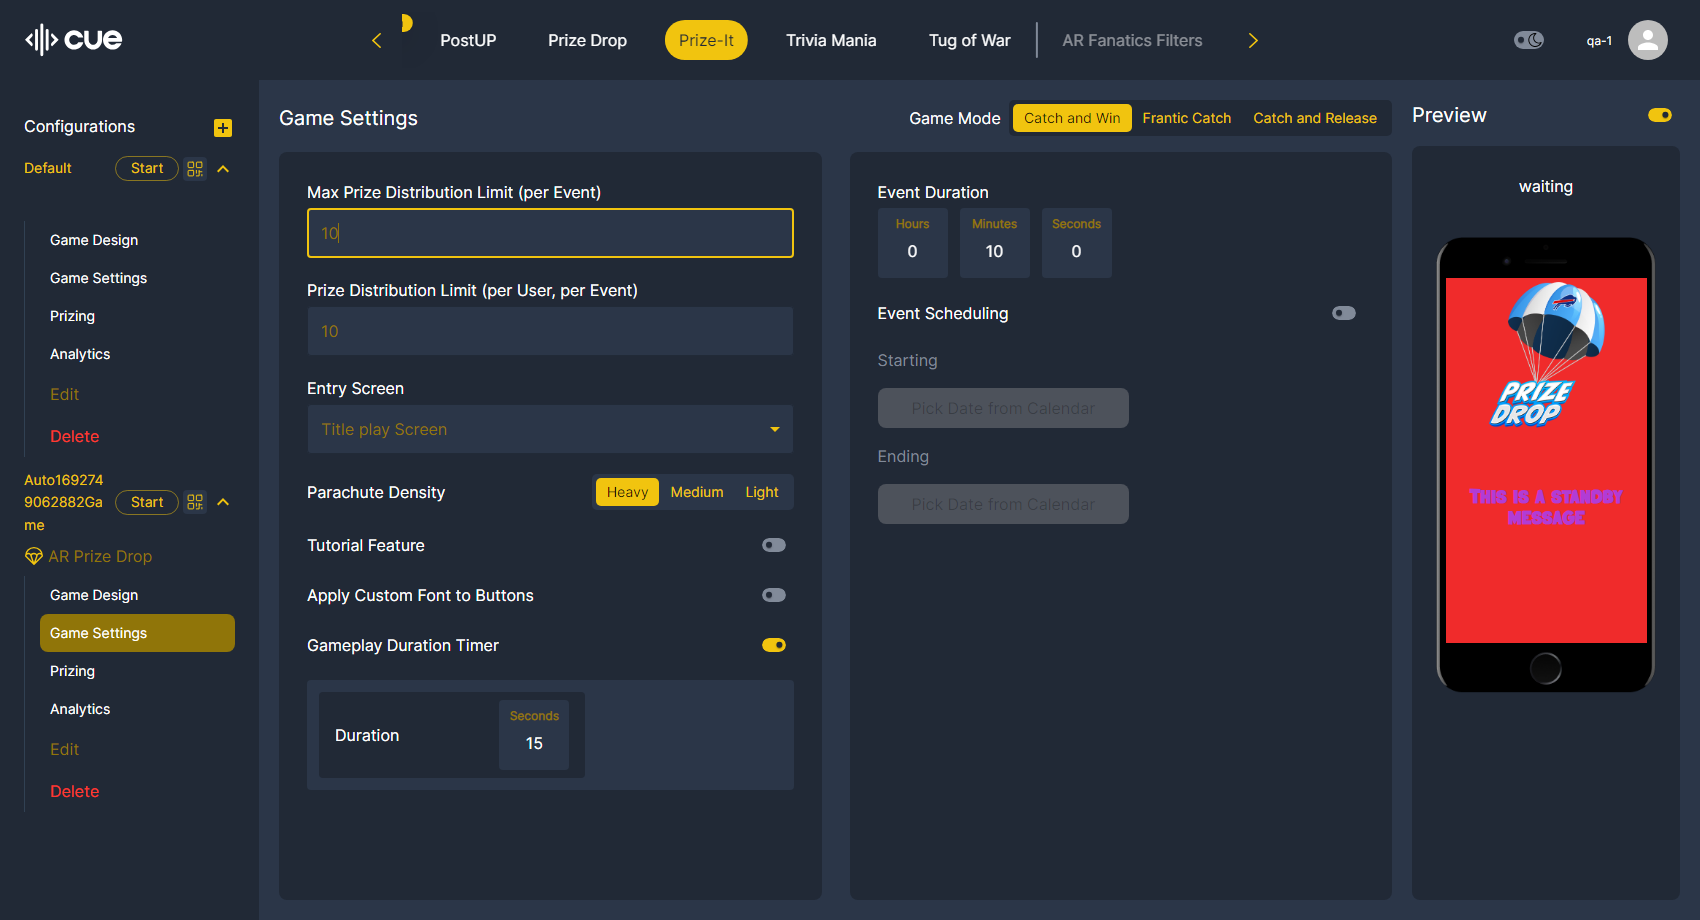 cue
PostUP
Prize Drop
Prize-It
Trivia Mania
Tug of War
AR Fanatics Filters
qa-1
Configurations
Default
Start
Game Design
Game Settings
Prizing
Analytics
Edit
Delete
Auto169274
9062882Ga
me
Start
AR Prize Drop
Game Design
Game Settings
Prizing
Analytics
Edit
Delete
Game Settings
Game Mode
Catch and Win
Frantic Catch
Catch and Release
Max Prize Distribution Limit (per Event)
10
Prize Distribution Limit (per User, per Event)
10
Entry Screen
Title play Screen
Parachute Density
Heavy
Medium
Light
Tutorial Feature
Apply Custom Font to Buttons
Gameplay Duration Timer
Duration
Seconds
15
Event Duration
Hours
0
Minutes
10
Seconds
0
Event Scheduling
Starting
Pick Date from Calendar
Ending
Pick Date from Calendar
Preview
waiting
PRIZE
DROP
THIS IS A STANDBY
MESSAGE